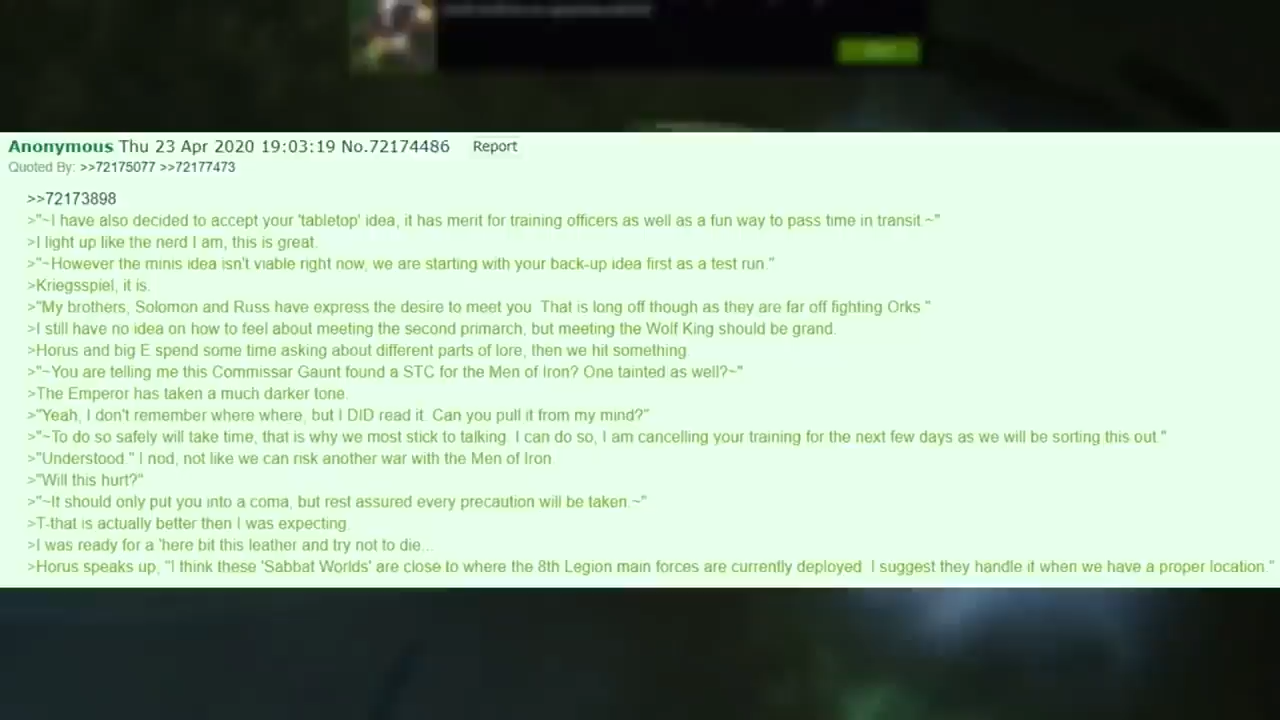 Anonymous Thu 23 Apr 2020 19:03:19 No.72174486 Report
Quoted By: >>72175077 >>72177473
>>72173898
>"~I have also decided to accept your 'tabletop' idea, it has merit for training officers as well as a fun way to pass time in transit.~"
>I light up like the nerd I am, this is great.
>"~However the minis idea isn't viable right now, we are starting with your back-up idea first as a test run."
>Kriegsspiel, it is.
>"My brothers, Solomon and Russ have express the desire to meet you. That is long off though as they are far off fighting Orks."
>I still have no idea on how to feel about meeting the second primarch, but meeting the Wolf King should be grand.
>Horus and big E spend some time asking about different parts of lore, then we hit something.
>"~You are telling me this Commissar Gaunt found a STC for the Men of Iron? One tainted as well?~"
>The Emperor has taken a much darker tone.
>"Yeah, I don't remember where where, but I DID read it. Can you pull it from my mind?"
>"~To do so safely will take time, that is why we most stick to talking. I can do so, I am cancelling your training for the next few days as we will be sorting this out."
>"Understood." I nod, not like we can risk another war with the Men of Iron.
>"Will this hurt?"
>"~It should only put you into a coma, but rest assured every precaution will be taken.~"
>T-that is actually better then I was expecting.
>I was ready for a 'here bit this leather and try not to die...
>Horus speaks up, "I think these 'Sabbat Worlds' are close to where the 8th Legion main forces are currently deployed. I suggest they handle it when we have a proper location."